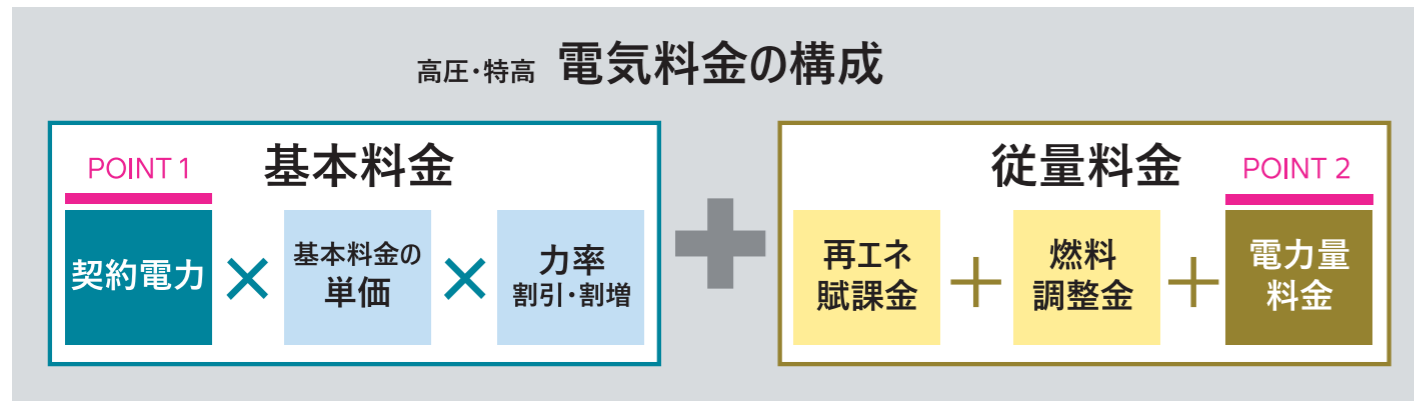 高圧・特高 電気料金の構成
POINT 1
基本料金
契約電力
×
基本料金の
単価
×
力率
割引・割増
+
従量料金
POINT 2
再エネ
賦課金
+
燃料
調整金
+
電力量
料金